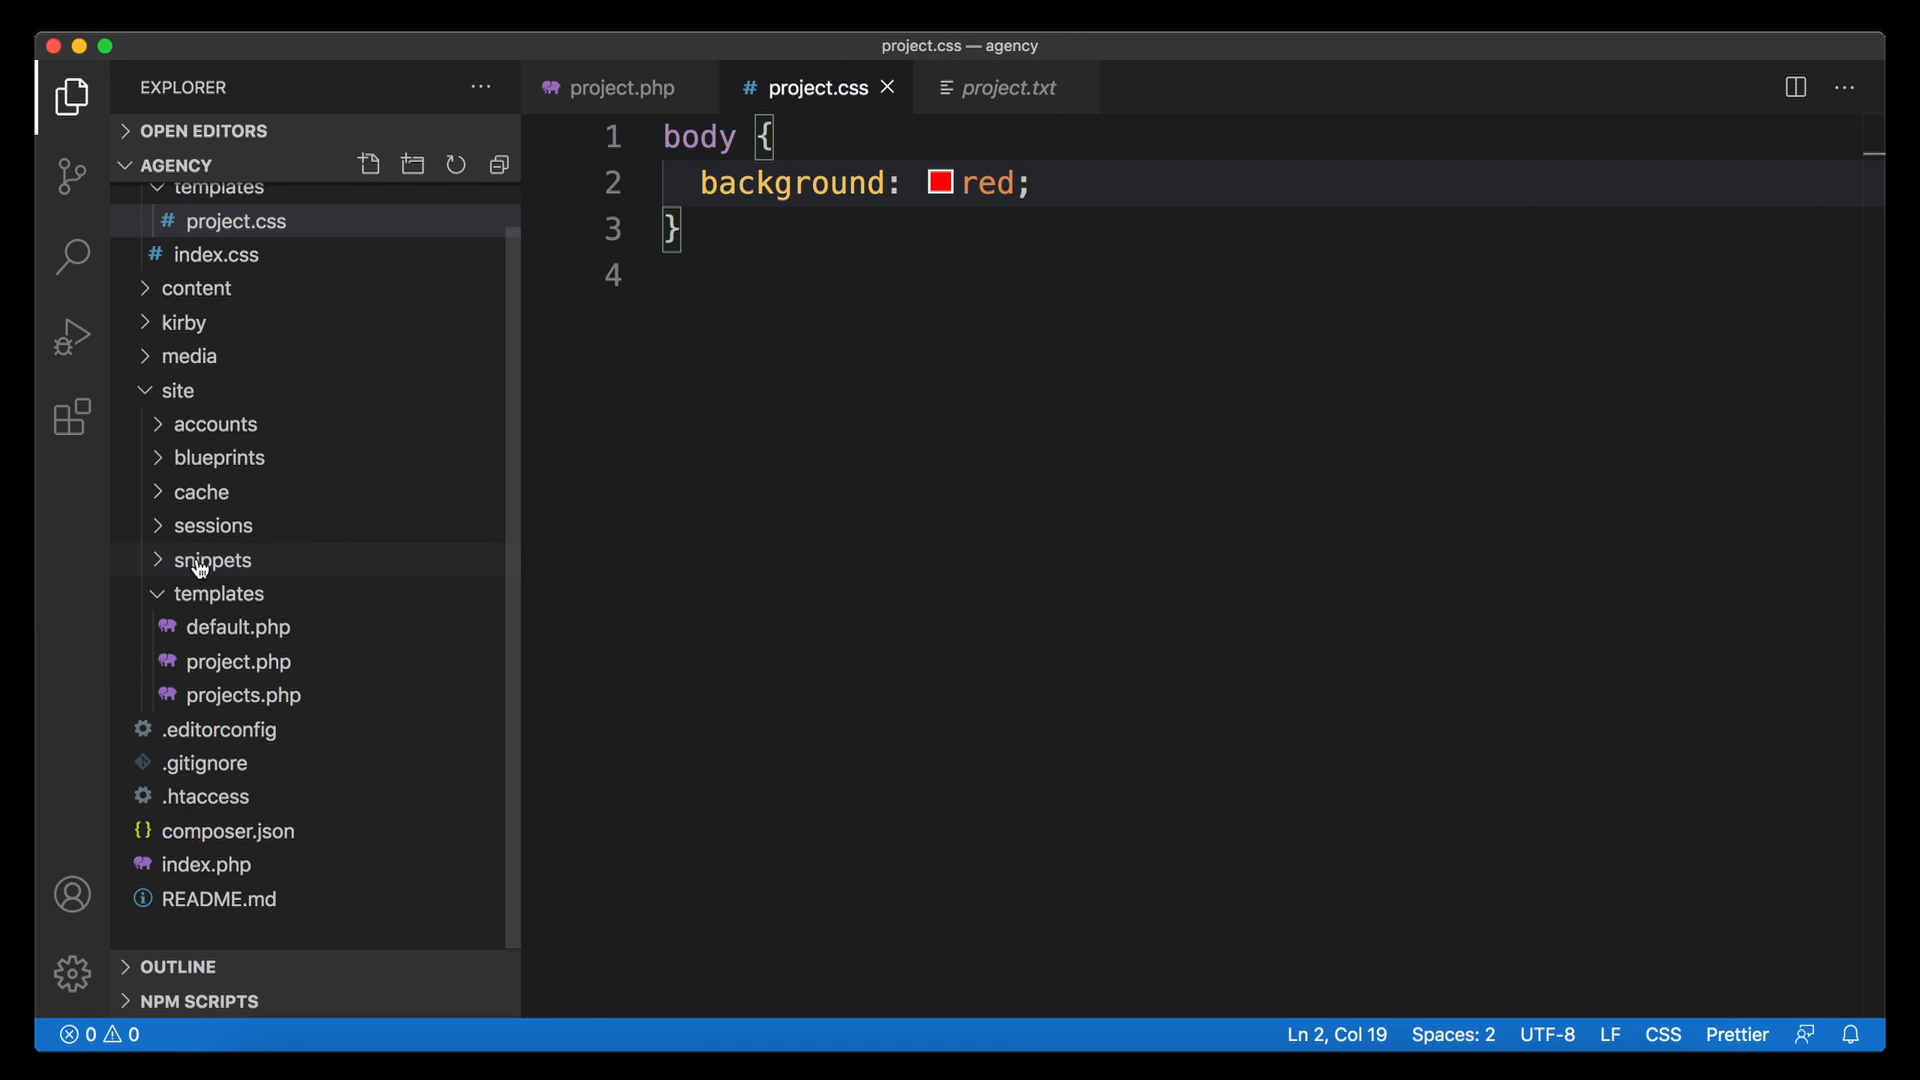 project.css — agency
EXPLORER
project.php
# project.css
project.txt
OPEN EDITORS
AGENCY
templates
# project.css
# index.css
content
kirby
media
site
accounts
blueprints
cache
sessions
snippets
templates
default.php
project.php
projects.php
.editorconfig
.gitignore
.htaccess
{} composer.json
index.php
README.md
OUTLINE
NPM SCRIPTS
1 body {
2 background: red;
3 }
4
0 0
Ln 2, Col 19 Spaces: 2 UTF-8 LF CSS Prettier